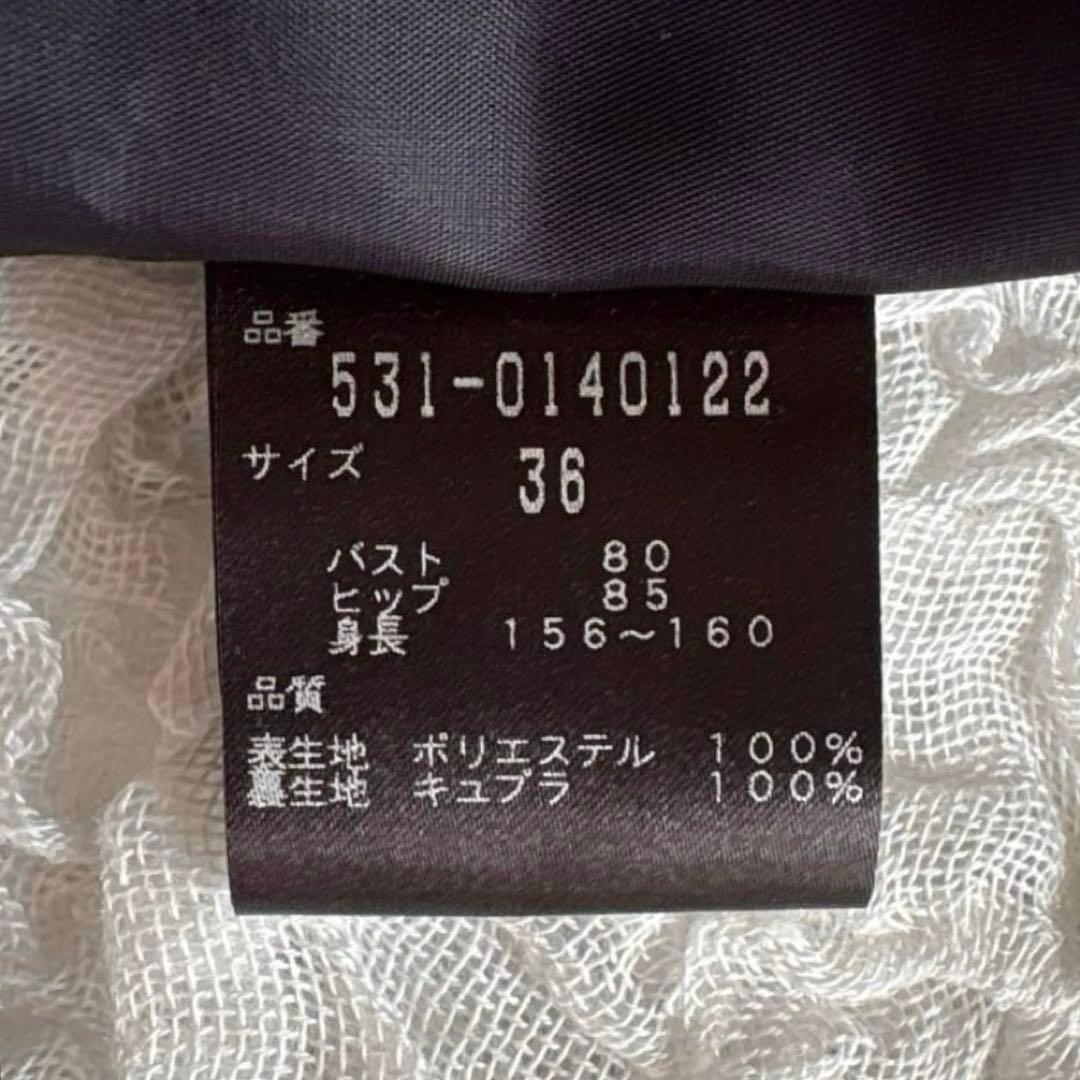 品番
531-0140122
サイズ 36
バスト 80
ヒップ 85
身長 156～160
品質
表生地 ポリエステル 100%
裏生地 キュプラ 100%